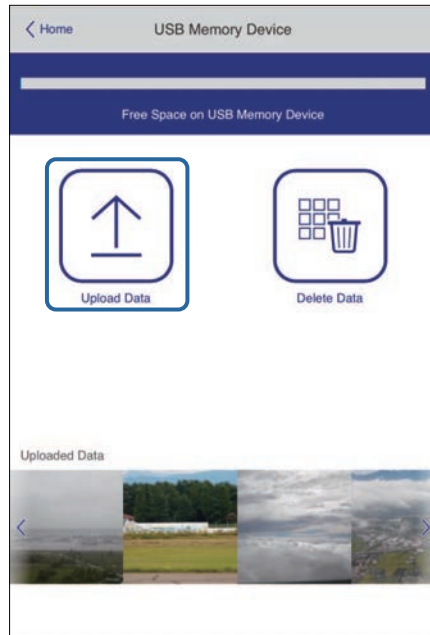 Home
USB Memory Device
Free Space on USB Memory Device
Upload Data
Delete Data
Uploaded Data